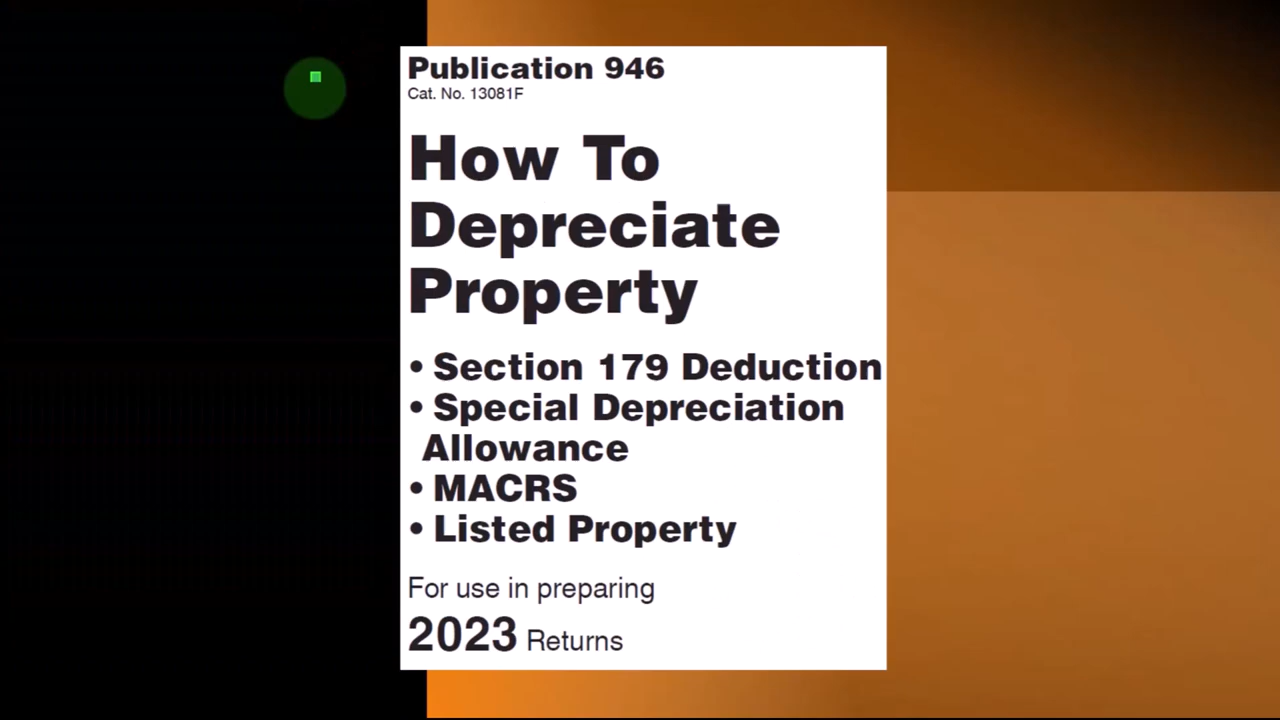 Publication 946
Cat. No. 13081F
How To
Depreciate
Property
• Section 179 Deduction
• Special Depreciation
Allowance
• MACRS
• Listed Property
For use in preparing
2023 Returns